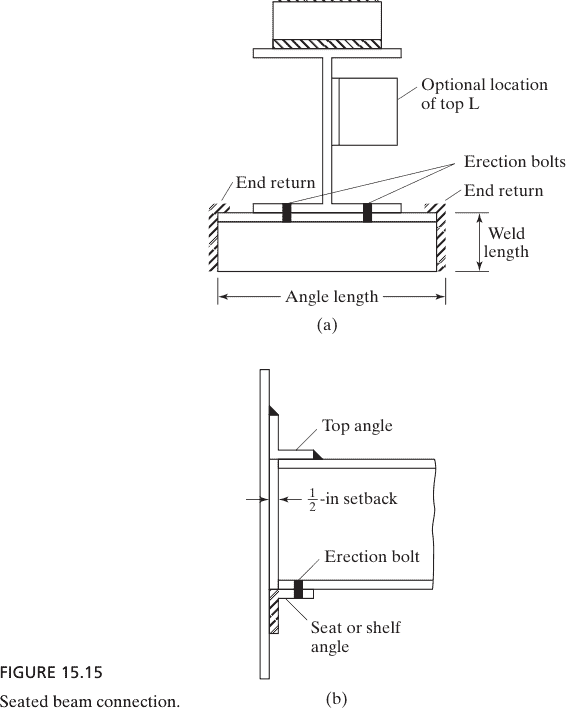 Optional location
of top L
Erection bolts
End return
End return
Weld
length
Angle length
(a)
Top angle
1/2-in setback
Erection bolt
Seat or shelf
angle
FIGURE 15.15
Seated beam connection.
(b)